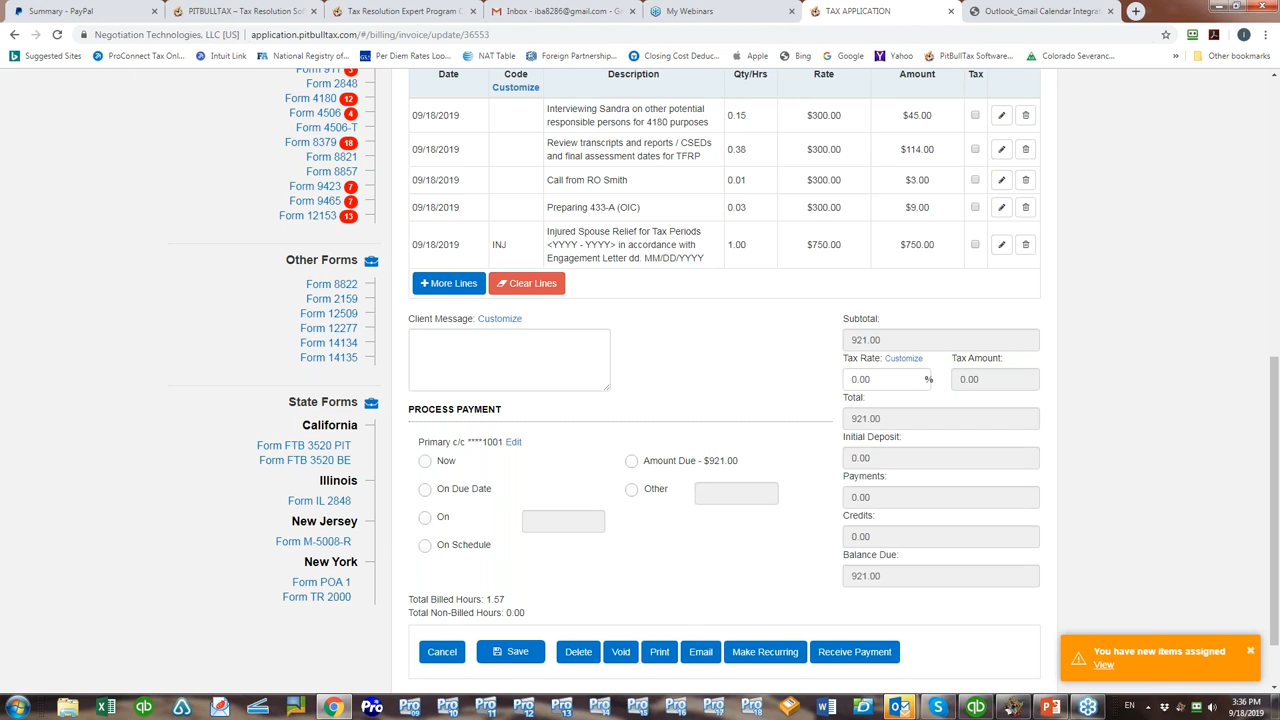 Summary - PayPal
PITBULLTAX – Tax Resolution Sof
Tax Resolution Expert Program C
Inbox - iba8286@gmail.com - G
My Webinars
TAX APPLICATION
Outlook_Gmail Calendar Integra
Negotiation Technologies, LLC [US]
application.pitbulltax.com/#/billing/invoice/update/36553
Suggested Sites
ProConnect Tax Onl...
Intuit Link
National Registry of...
Per Diem Rates Loo...
NAT Table
Foreign Partnership...
Closing Cost Deduc...
Apple
Bing
Google
Yahoo
PitBullTax Software...
Colorado Severanc...
»
Other bookmarks
Form 911 3
Form 2848
Form 4180 12
Form 4506 4
Form 4506-T
Form 8379 18
Form 8821
Form 8857
Form 9423 7
Form 9465 7
Form 12153 13
Other Forms
Form 8822
Form 2159
Form 12509
Form 12277
Form 14134
Form 14135
State Forms
California
Form FTB 3520 PIT
Form FTB 3520 BE
Illinois
Form IL 2848
New Jersey
Form M-5008-R
New York
Form POA 1
Form TR 2000
Date Code Description Qty/Hrs Rate Amount Tax
Customize
09/18/2019 Interviewing Sandra on other potential responsible persons for 4180 purposes 0.15 $300.00 $45.00
09/18/2019 Review transcripts and reports / CSEDs and final assessment dates for TFRP 0.38 $300.00 $114.00
09/18/2019 Call from RO Smith 0.01 $300.00 $3.00
09/18/2019 Preparing 433-A (OIC) 0.03 $300.00 $9.00
09/18/2019 INJ Injured Spouse Relief for Tax Periods <YYYY - YYYY> in accordance with Engagement Letter dd. MM/DD/YYYY 1.00 $750.00 $750.00
More Lines
Clear Lines
Client Message: Customize
Subtotal:
921.00
Tax Rate: Customize
Tax Amount:
0.00 %
0.00
Total:
921.00
Initial Deposit:
0.00
Payments:
0.00
Credits:
0.00
Balance Due:
921.00
PROCESS PAYMENT
Primary c/c ****1001 Edit
Now
Amount Due - $921.00
On Due Date
Other
On
On Schedule
Total Billed Hours: 1.57
Total Non-Billed Hours: 0.00
Cancel
Save
Delete
Void
Print
Email
Make Recurring
Receive Payment
You have new items assigned
View
EN
3:36 PM
9/18/2019